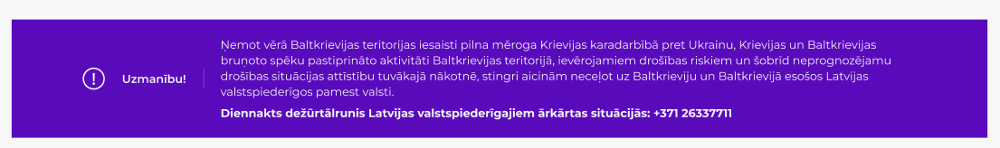 Uzmanību!
Ņemot vērā Baltkrievijas teritorijas iesaisti pilna mēroga Krievijas karadarbībā pret Ukrainu, Krievijas un Baltkrievijas
bruņoto spēku pastiprināto aktivitāti Baltkrievijas teritorijā, ievērojamiem drošības riskiem un šobrīd neprognozējamu
drošības situācijas attīstību tuvākajā nākotnē, stingri aicinām neceļot uz Baltkrieviju un Baltkrievijā esošos Latvijas
valstspiederīgos pamest valsti.
Diennakts dežūrtālrunis Latvijas valstspiederīgajiem ārkārtas situācijās: +371 26337711